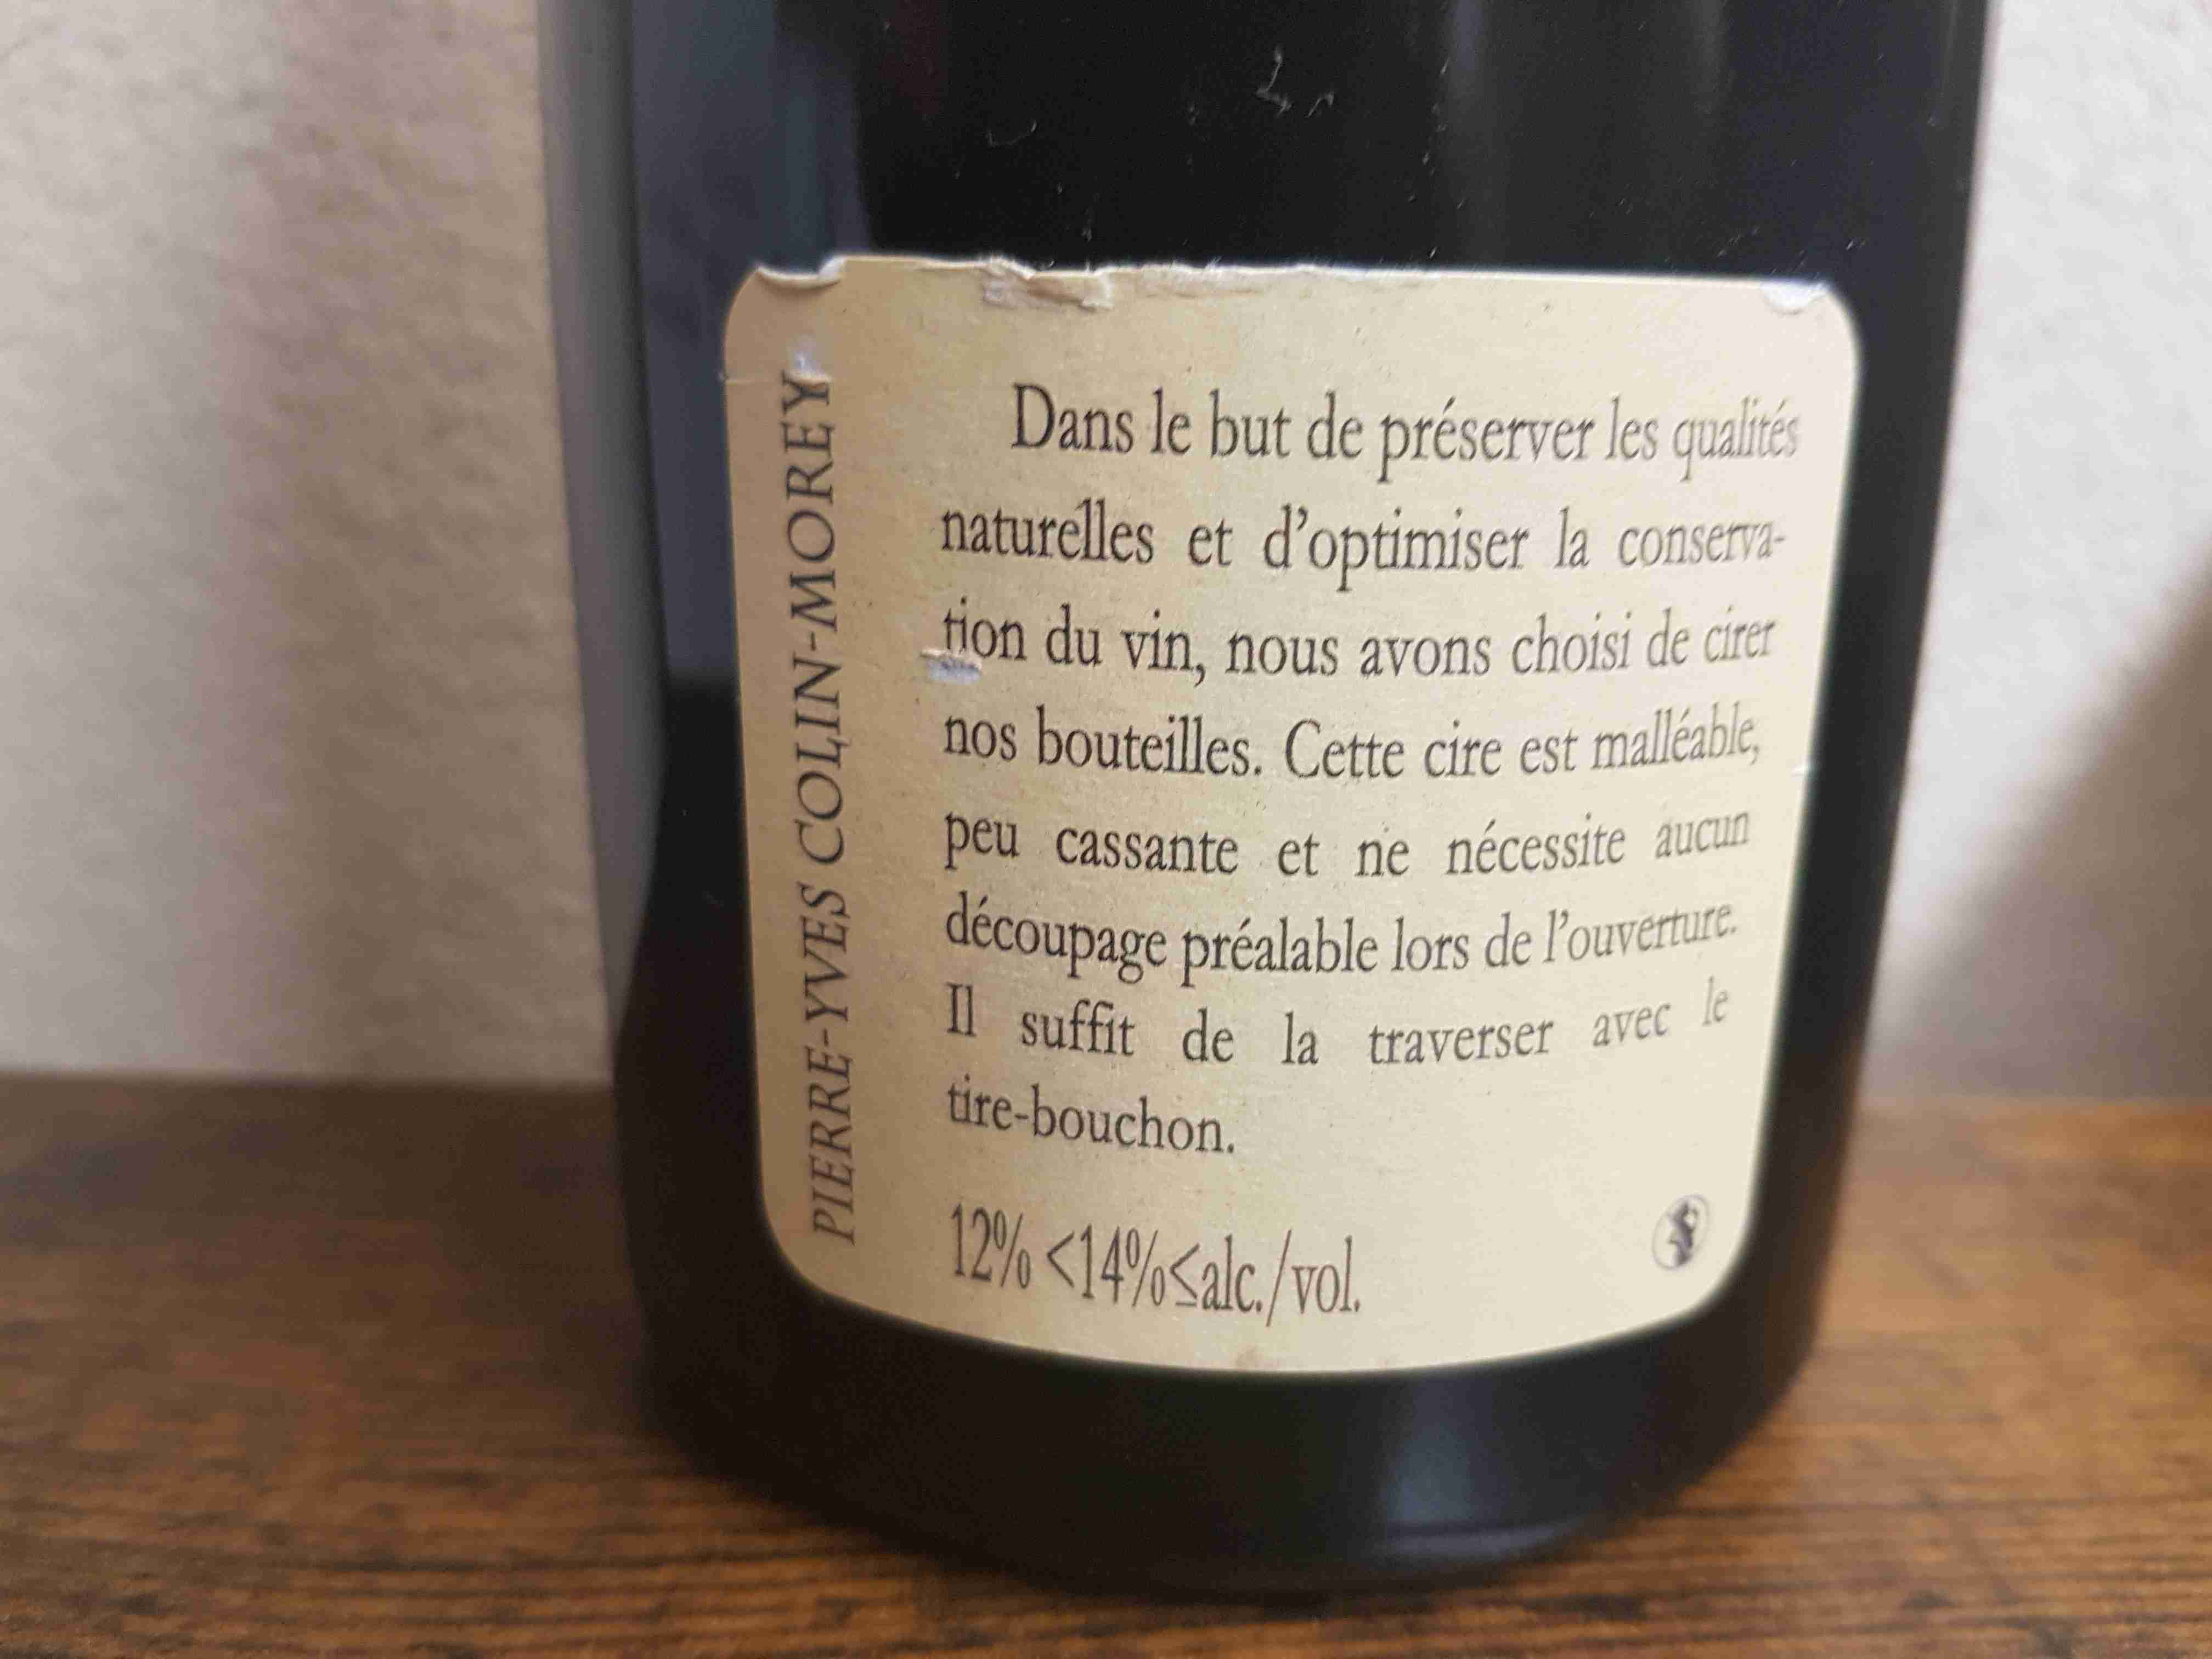 PIERRE-YVES COLIN-MOREY
Dans le but de préserver les qualités
naturelles et d'optimiser la conserva-
tion du vin, nous avons choisi de cirer
nos bouteilles. Cette cire est malléable,
peu cassante et ne nécessite aucun
découpage préalable lors de l'ouverture.
Il suffit de la traverser avec le
tire-bouchon.
12% <14%≤alc./vol.